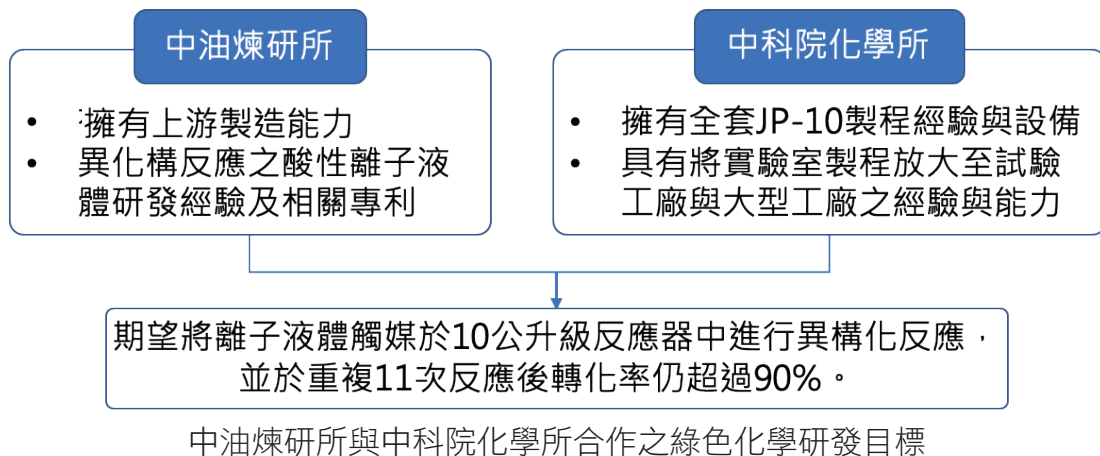 中油煉研所
• 擁有上游製造能力
• 異化構反應之酸性離子液
體研發經驗及相關專利
中科院化學所
• 擁有全套JP-10製程經驗與設備
• 具有將實驗室製程放大至試驗
工廠與大型工廠之經驗與能力
期望將離子液體觸媒於10公升級反應器中進行異構化反應，
並於重複11次反應後轉化率仍超過90%。
中油煉研所與中科院化學所合作之綠色化學研發目標